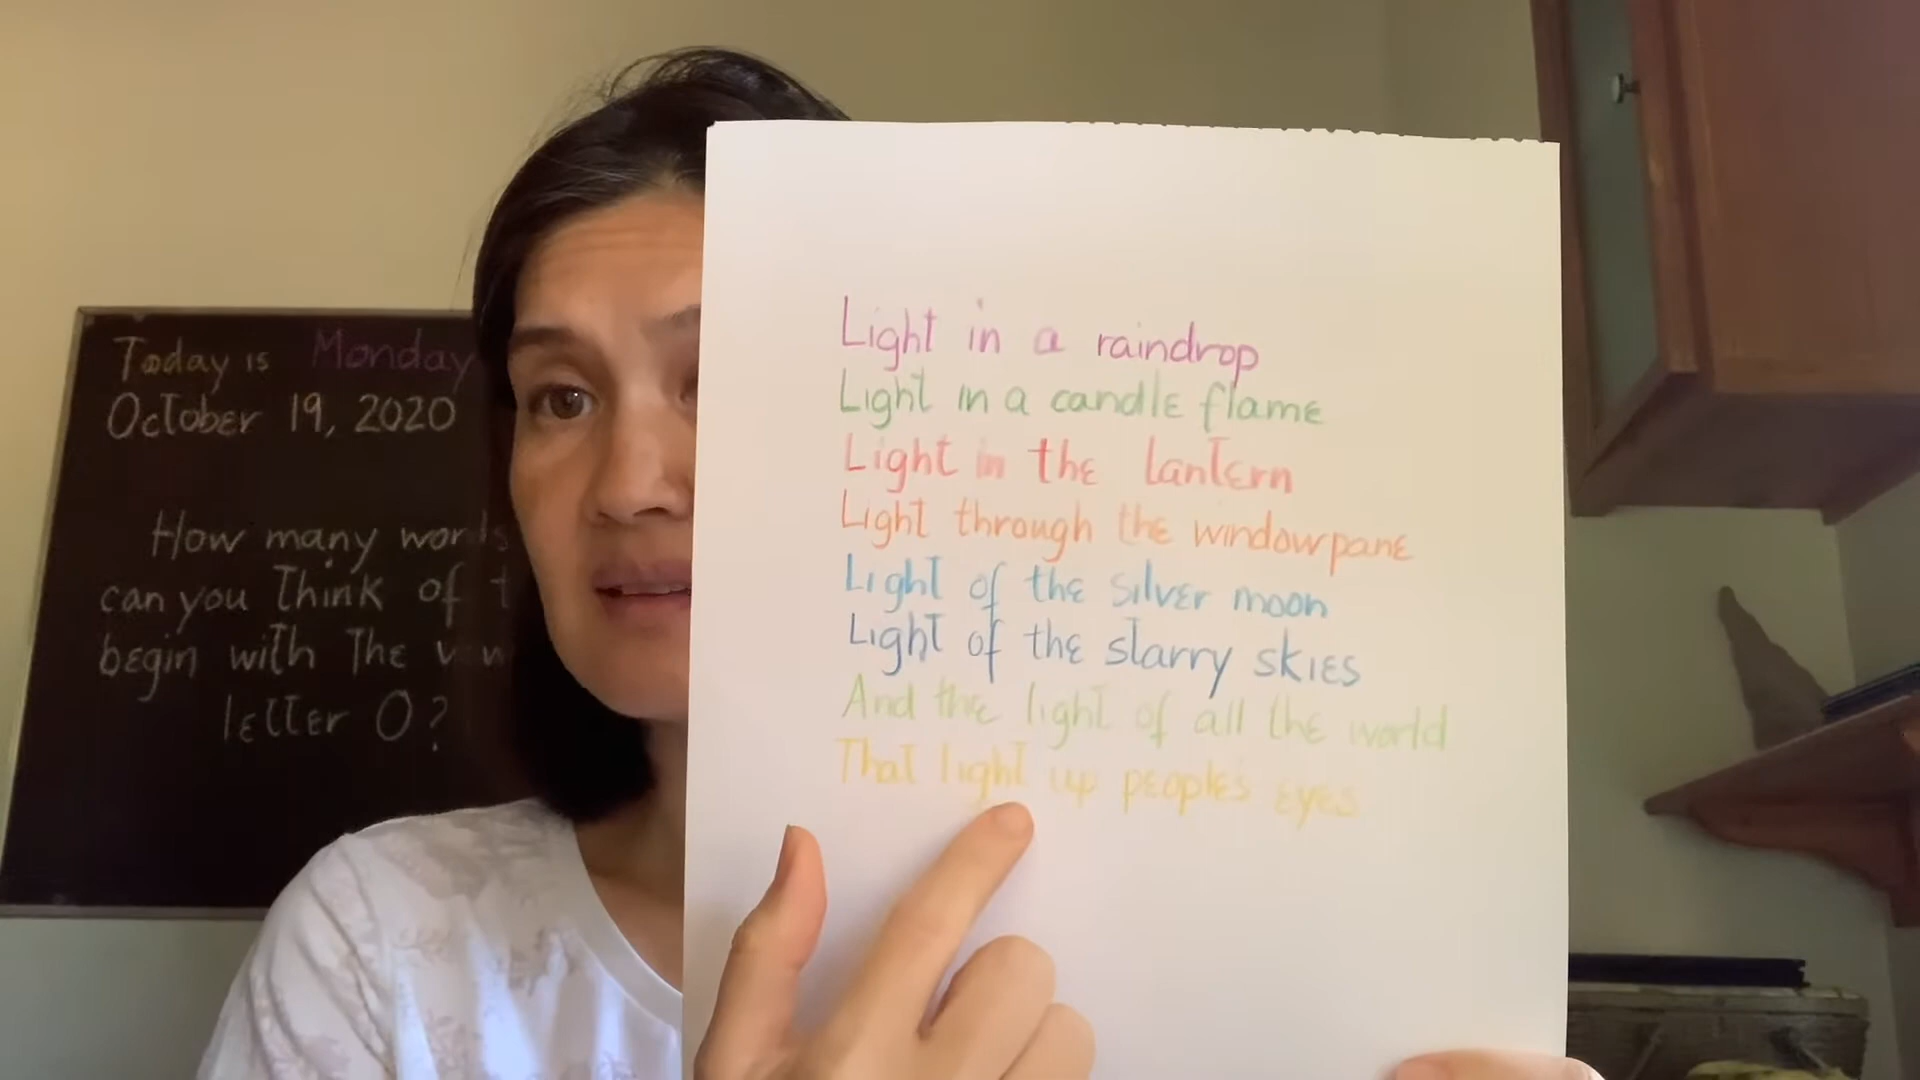 Today is Monday
October 19, 2020
How many words
can you Think of t
begin with The vow
letter O?
Light in a raindrop
Light in a candle flame
Light in the lantern
Light through the windowpane
Light of the silver moon
Light of the starry skies
And the light of all the world
That light up people's eyes